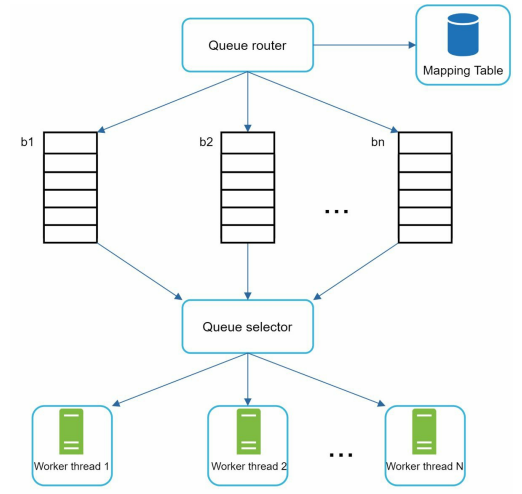 Queue router
Mapping Table
b1
b2
bn
...
Queue selector
Worker thread 1
Worker thread 2
...
Worker thread N